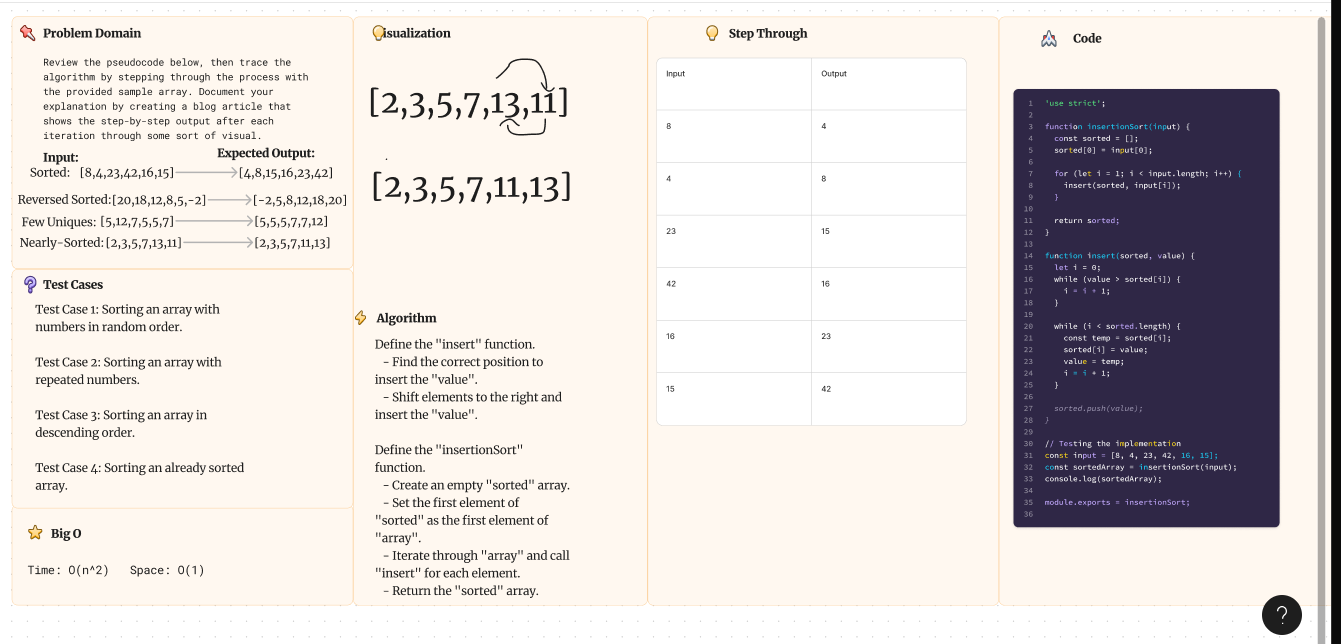 Problem Domain
Review the pseudocode below, then trace the
algorithm by stepping through the process with
the provided sample array. Document your
explanation by creating a blog article that
shows the step-by-step output after each
iteration through some sort of visual.
Input: Expected Output:
Sorted: [8,4,23,42,16,15] [4,8,15,16,23,42]
Reversed Sorted: [20,18,12,8,5,-2] [-2,5,8,12,18,20]
Few Uniques: [5,12,7,5,5,7] [5,5,5,7,7,12]
Nearly-Sorted: [2,3,5,7,13,11] [2,3,5,7,11,13]
Test Cases
Test Case 1: Sorting an array with
numbers in random order.
Test Case 2: Sorting an array with
repeated numbers.
Test Case 3: Sorting an array in
descending order.
Test Case 4: Sorting an already sorted
array.
Big O
Time: O(n^2) Space: O(1)
isualization
[2,3,5,7,13,11]
[2,3,5,7,11,13]
Algorithm
Define the "insert" function.
- Find the correct position to
insert the "value".
- Shift elements to the right and
insert the "value".
Define the "insertionSort"
function.
- Create an empty "sorted" array.
- Set the first element of
"sorted" as the first element of
"array".
- Iterate through "array" and call
"insert" for each element.
- Return the "sorted" array.
Step Through
Input Output
8 4
4 8
23 15
42 16
16 23
15 42
Code
1 'use strict';
2
3 function insertionSort(input) {
4 const sorted = [];
5 sorted[0] = input[0];
6
7 for (let i = 1; i < input.length; i++) {
8 insert(sorted, input[i]);
9 }
10
11 return sorted;
12 }
13
14 function insert(sorted, value) {
15 let i = 0;
16 while (value > sorted[i]) {
17 i = i + 1;
18 }
19
20 while (i < sorted.length) {
21 const temp = sorted[i];
22 sorted[i] = value;
23 value = temp;
24 i = i + 1;
25 }
26
27 sorted.push(value);
28 }
29
30 // Testing the implementation
31 const input = [8, 4, 23, 42, 16, 15];
32 const sortedArray = insertionSort(input);
33 console.log(sortedArray);
34
35 module.exports = insertionSort;
36
?